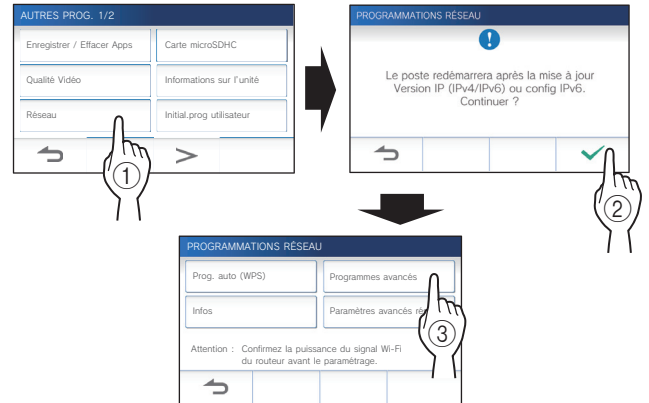 AUTRES PROG. 1/2
Enregistrer / Effacer Apps
Carte microSDHC
Qualité Vidéo
Informations sur l'unité
Réseau
Initial.prog utilisateur
1
PROGRAMMATIONS RÉSEAU
Le poste redémarrera après la mise à jour
Version IP (IPv4/IPv6) ou config IPv6.
Continuer ?
2
PROGRAMMATIONS RÉSEAU
Prog. auto (WPS)
Programmes avancés
Infos
Paramètres avancés
3
Attention : Confirmez la puissance du signal Wi-Fi
du routeur avant le paramétrage.